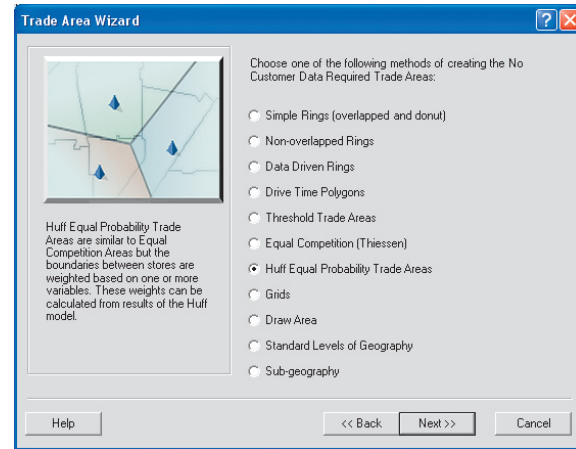 Trade Area Wizard
Choose one of the following methods of creating the No
Customer Data Required Trade Areas:
Simple Rings (overlapped and donut)
Non-overlapped Rings
Data Driven Rings
Drive Time Polygons
Threshold Trade Areas
Equal Competition (Thiessen)
Huff Equal Probability Trade Areas
Grids
Draw Area
Standard Levels of Geography
Sub-geography
Huff Equal Probability Trade
Areas are similar to Equal
Competition Areas but the
boundaries between stores are
weighted based on one or more
variables. These weights can be
calculated from results of the Huff
model.
Help
<< Back
Next >>
Cancel